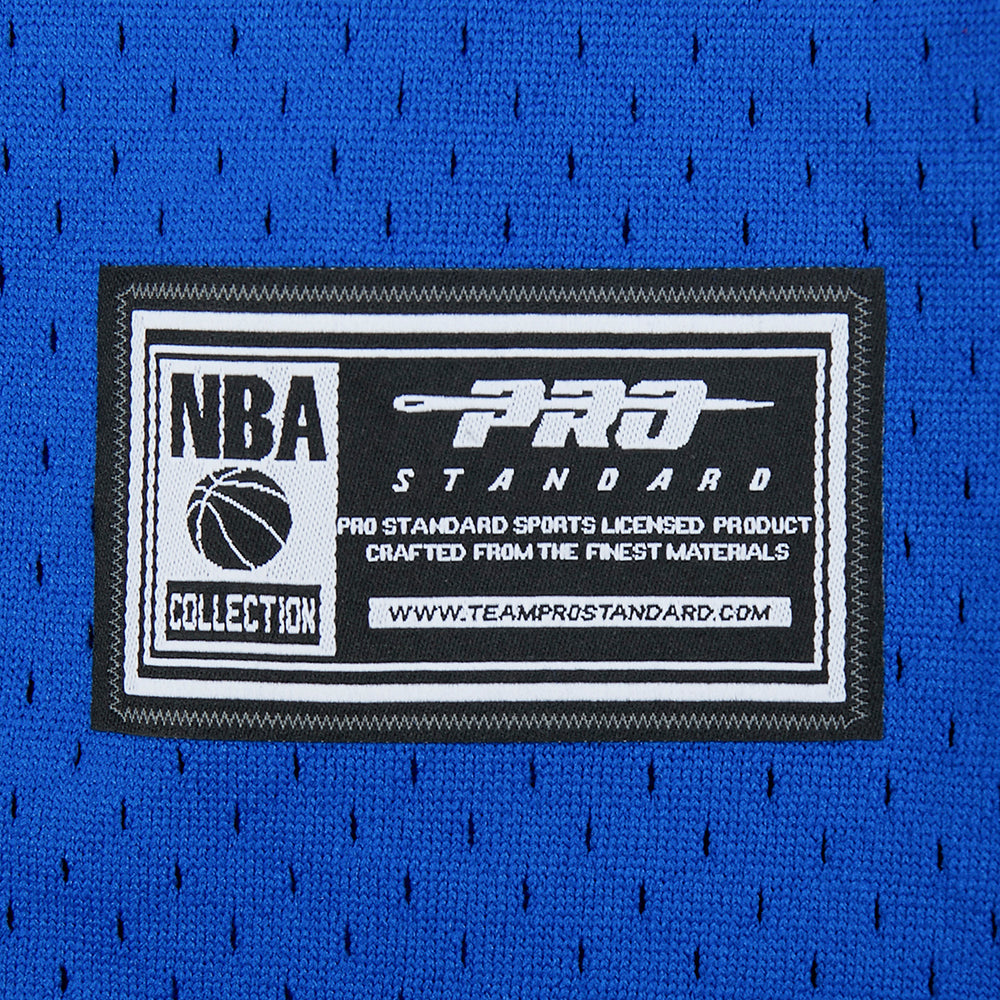 NBA
COLLECTION
PRO
STANDARD
PRO STANDARD SPORTS LICENSED PRODUCT
CRAFTED FROM THE FINEST MATERIALS
WWW.TEAMPROSTANDARD.COM